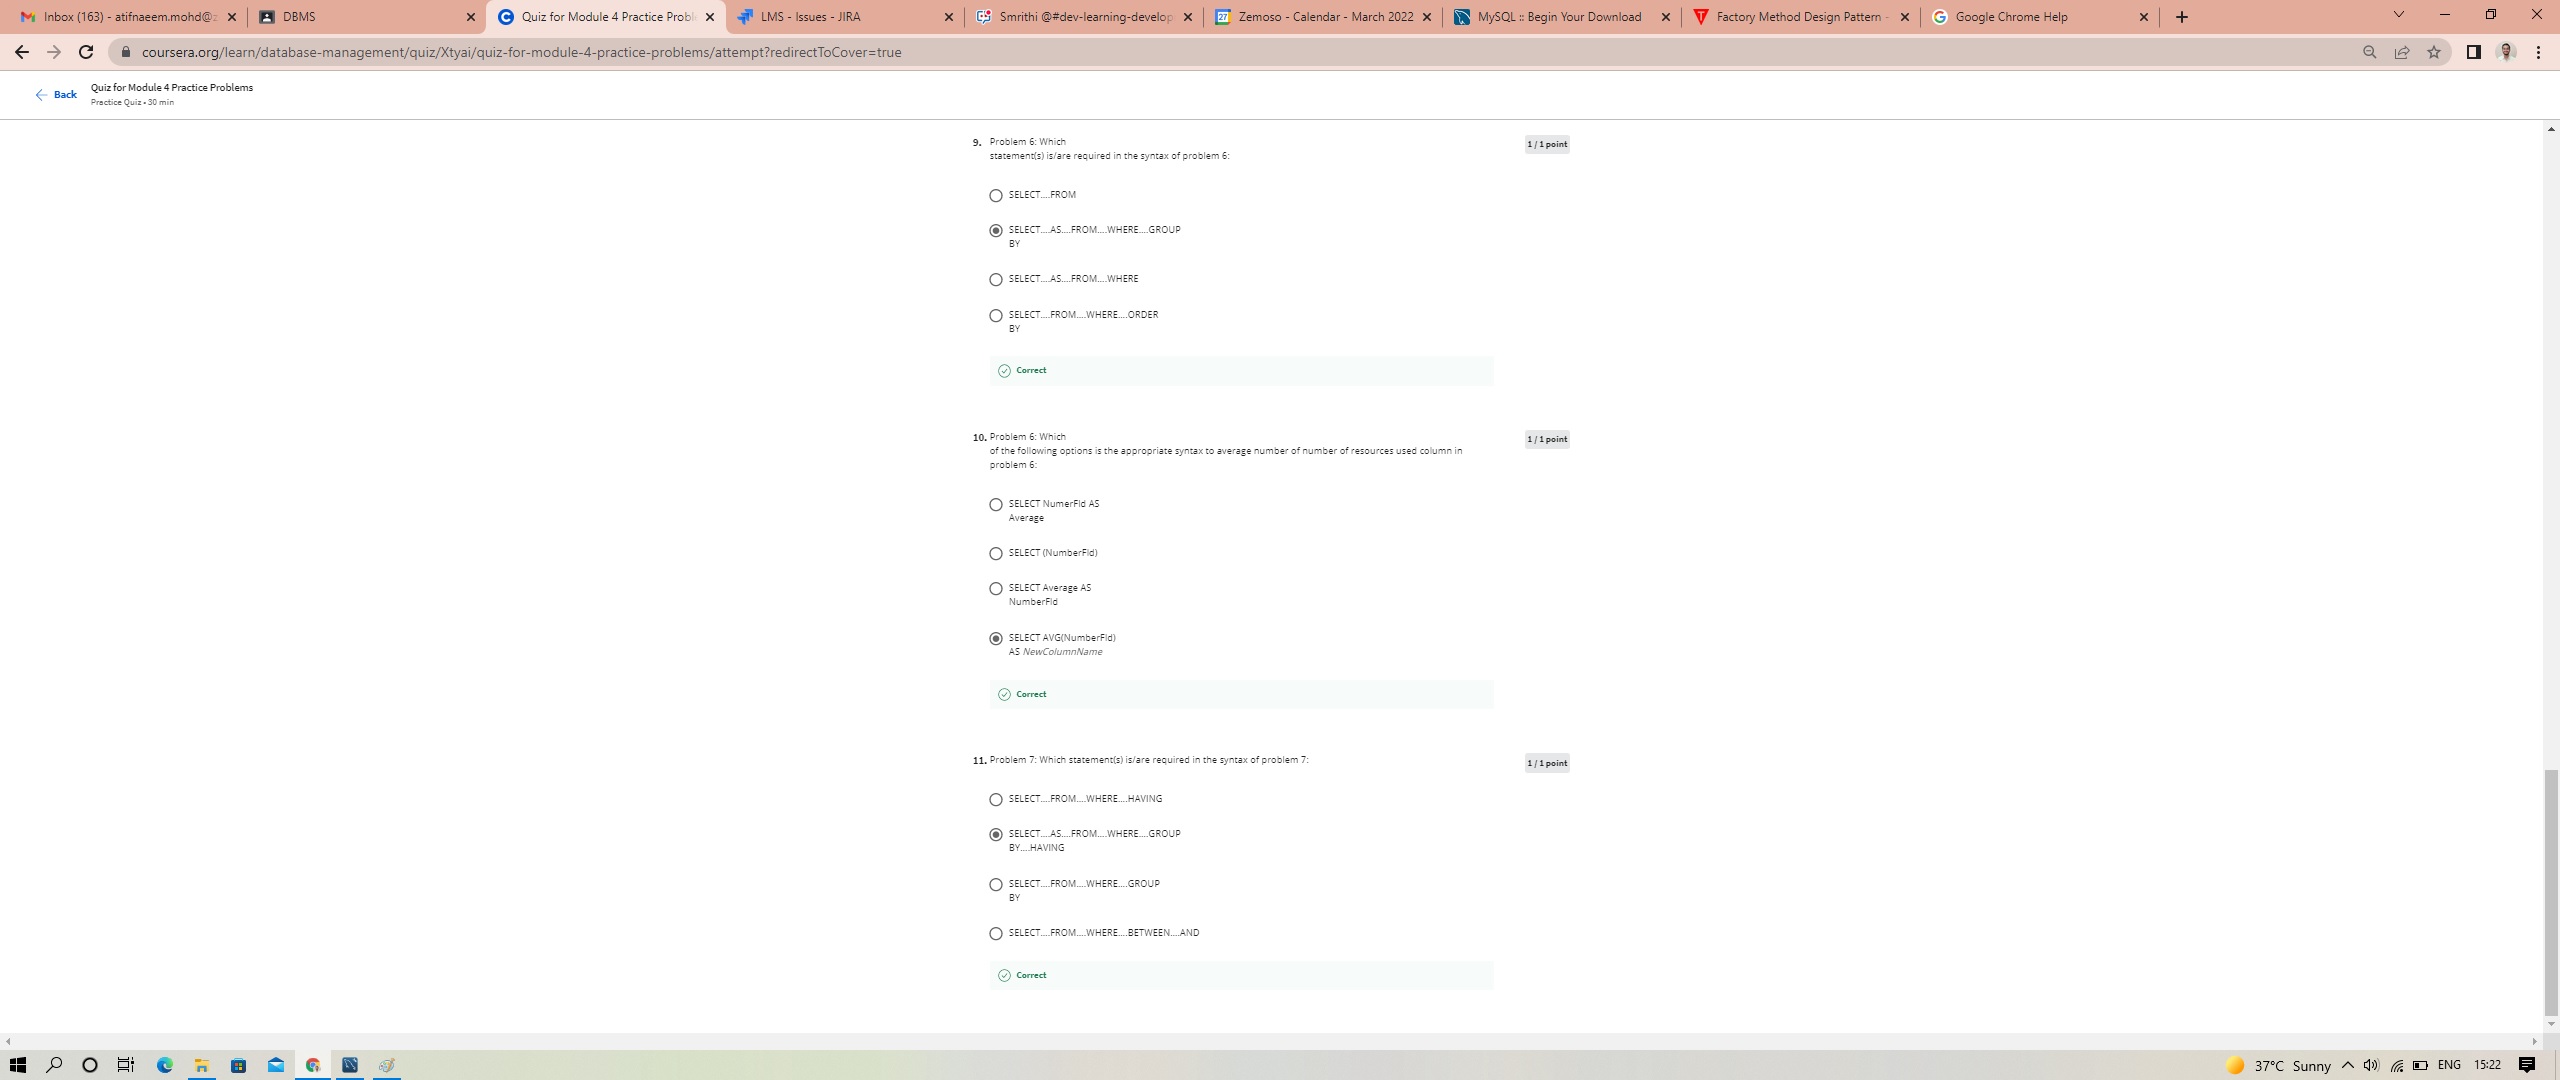 Inbox (163) - atifnaeem.mohd@z
DBMS
Quiz for Module 4 Practice Proble
LMS - Issues - JIRA
Smrithi @#dev-learning-develop
27
Zemoso - Calendar - March 2022
MySQL :: Begin Your Download
Factory Method Design Pattern -
Google Chrome Help
coursera.org/learn/database-management/quiz/Xtyai/quiz-for-module-4-practice-problems/attempt?redirectToCover=true
Back
Quiz for Module 4 Practice Problems
Practice Quiz • 30 min
9. Problem 6: Which
1 / 1 point
statement(s) is/are required in the syntax of problem 6:
SELECT....FROM
SELECT....AS....FROM....WHERE....GROUP
BY
SELECT....AS....FROM....WHERE
SELECT....FROM....WHERE....ORDER
BY
Correct
10. Problem 6: Which
1 / 1 point
of the following options is the appropriate syntax to average number of number of resources used column in
problem 6:
SELECT NumerFld AS
Average
SELECT (NumberFld)
SELECT Average AS
NumberFld
SELECT AVG(NumberFld)
AS NewColumnName
Correct
11. Problem 7: Which statement(s) is/are required in the syntax of problem 7:
1 / 1 point
SELECT....FROM....WHERE....HAVING
SELECT....AS....FROM....WHERE....GROUP
BY....HAVING
SELECT....FROM....WHERE....GROUP
BY
SELECT....FROM....WHERE....BETWEEN....AND
Correct
37°C Sunny
ENG
15:22